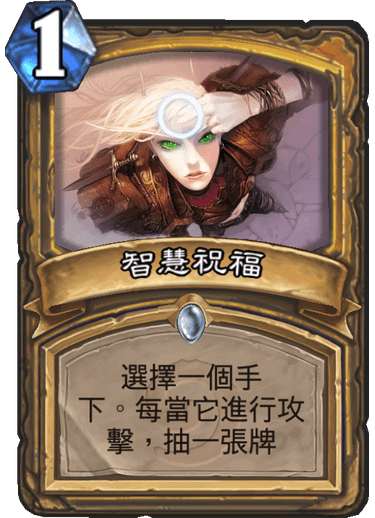 1
智慧祝福
選擇一個手
下。每當它進行攻
擊，抽一張牌